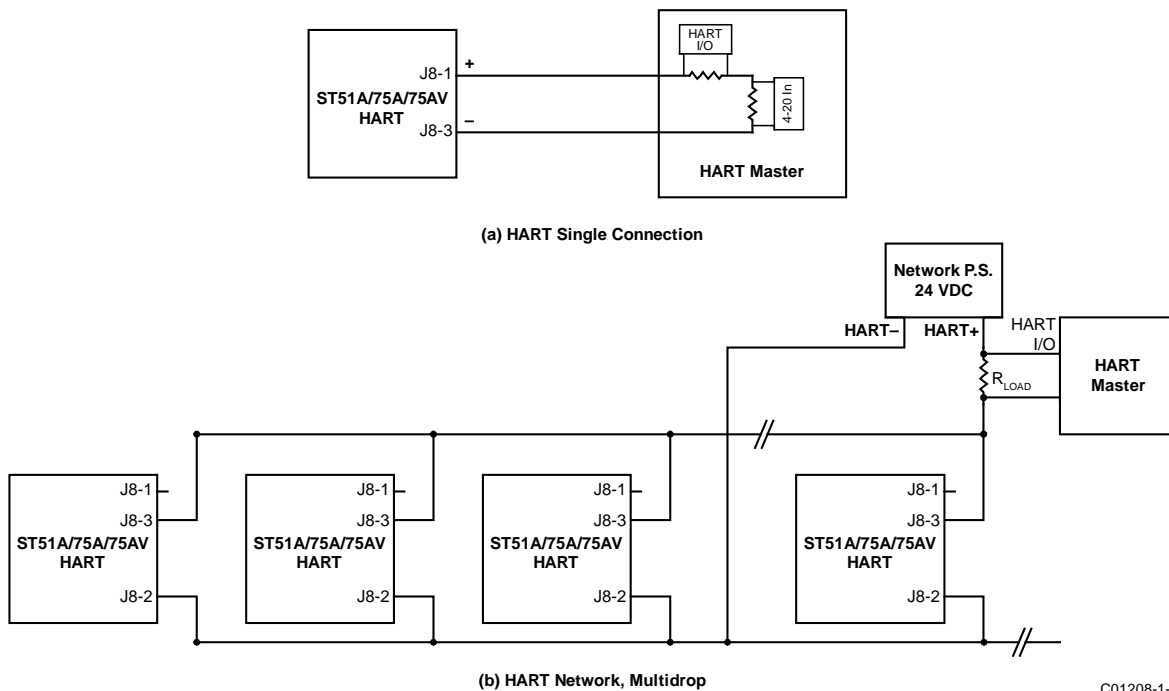 HART
I/O
4-20 In
+
J8-1
ST51A/75A/75AV
HART
–
J8-3
HART Master
(a) HART Single Connection
Network P.S.
24 VDC
HART–
HART+
HART
I/O
RLOAD
HART
Master
J8-1
J8-3
ST51A/75A/75AV
HART
J8-2
J8-1
J8-3
ST51A/75A/75AV
HART
J8-2
J8-1
J8-3
ST51A/75A/75AV
HART
J8-2
J8-1
J8-3
ST51A/75A/75AV
HART
J8-2
(b) HART Network, Multidrop
C01208-1-